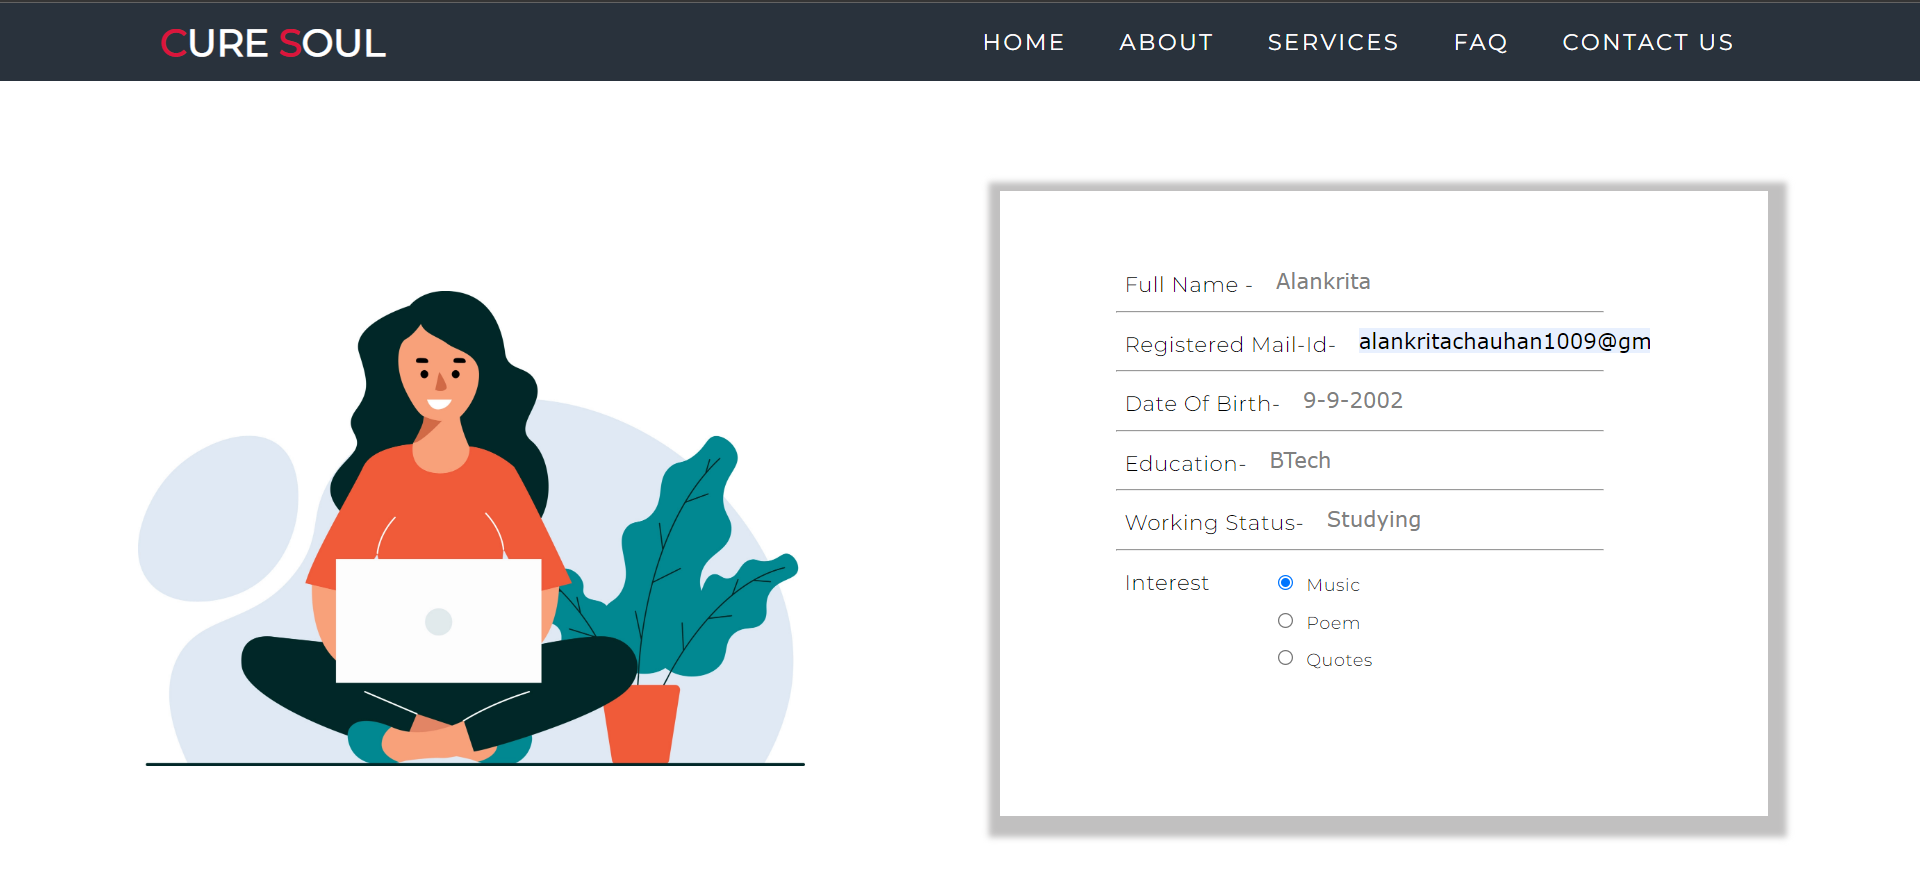 CURE SOUL HOME ABOUT SERVICES FAQ CONTACT US
Full Name - Alankrita
Registered Mail-Id- alankritachauhan1009@gm
Date Of Birth- 9-9-2002
Education- BTech
Working Status- Studying
Interest Music
Poem
Quotes